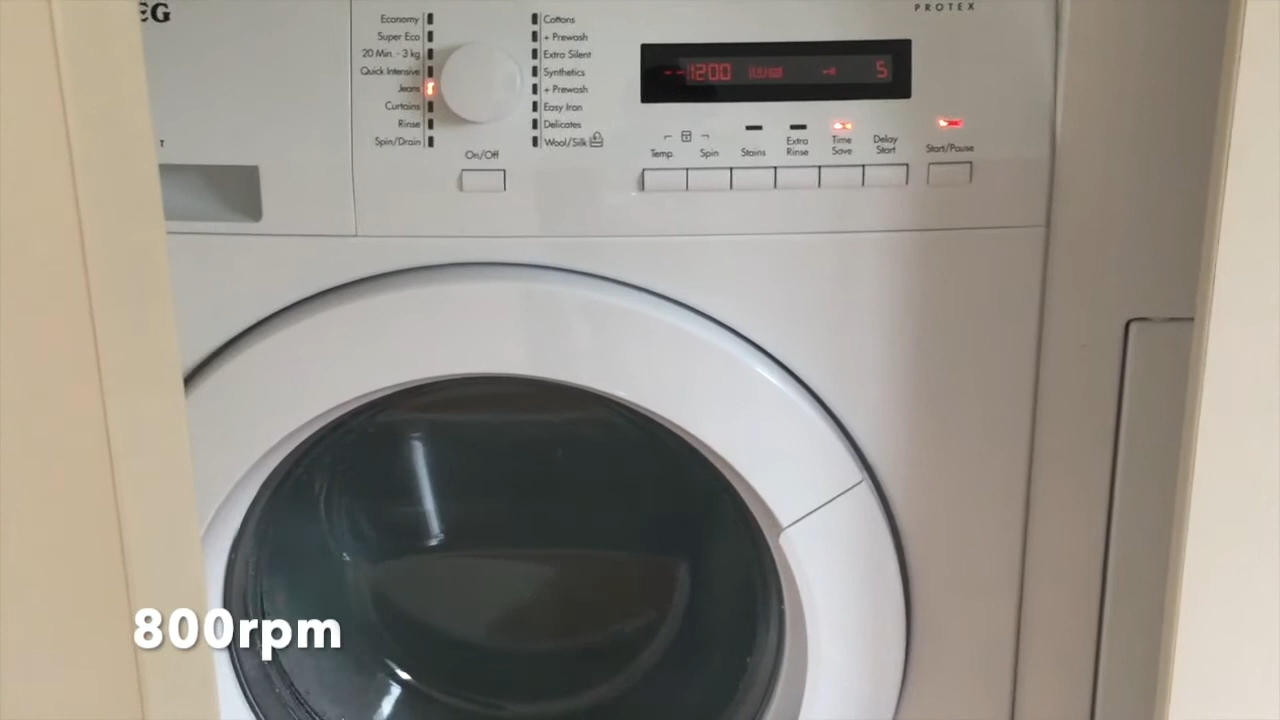 EG
PROTEX
Economy
Super Eco
20 Min. - 3 kg
Quick Intensive
Jeans
Curtains
Rinse
Spin/Drain
Cottons
+ Prewash
Extra Silent
Synthetics
+ Prewash
Easy Iron
Delicates
Wool/Silk
On/Off
--1200
5
Temp.
Spin
Stains
Extra
Rinse
Time
Save
Delay
Start
Start/Pause
T
800rpm